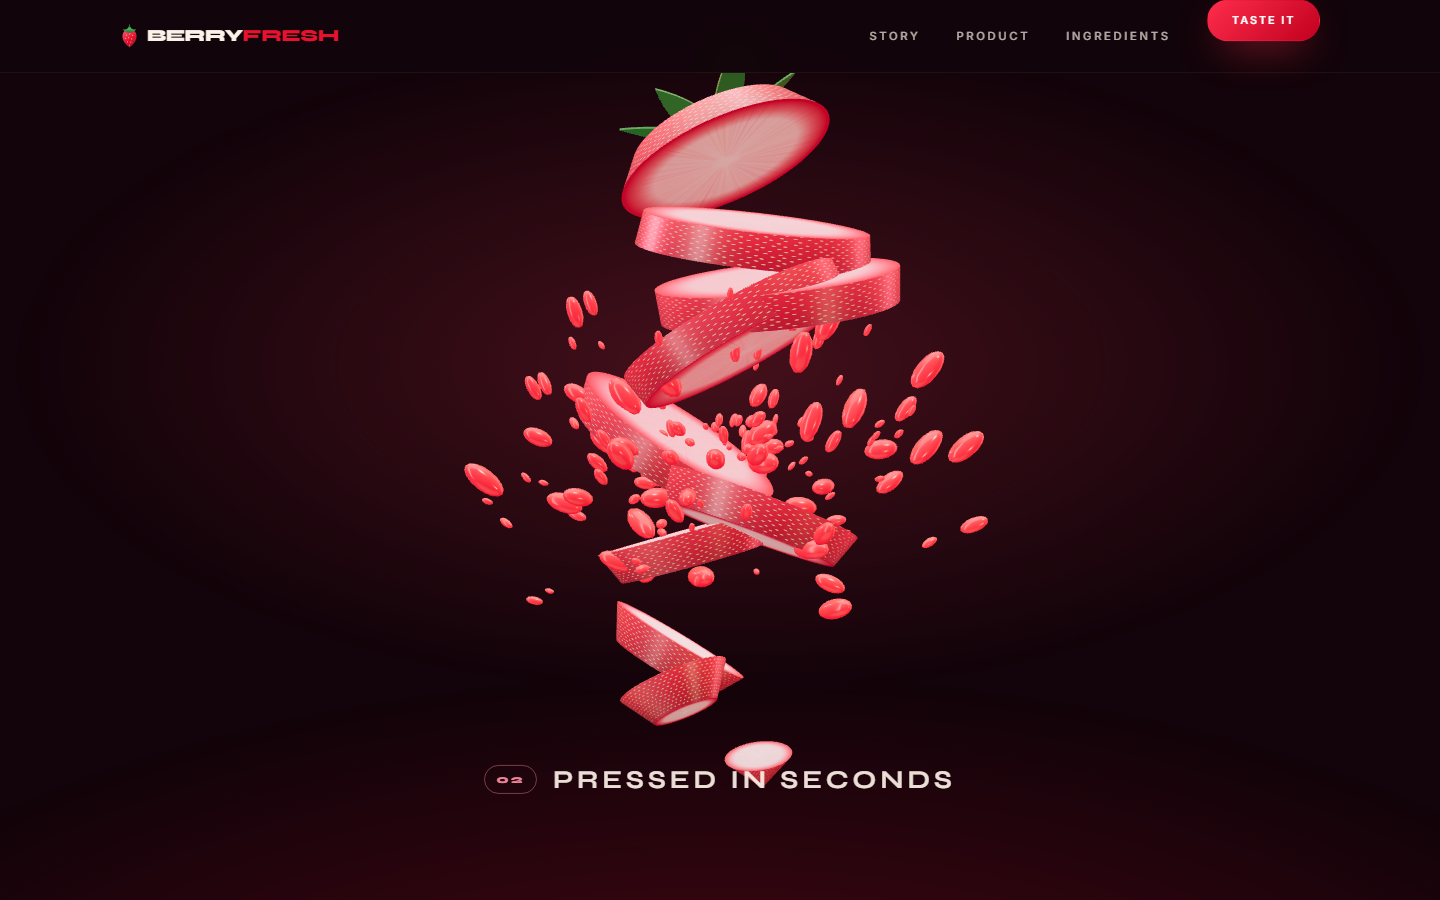 BERRYFRESH
STORY PRODUCT INGREDIENTS TASTE IT
02 PRESSED IN SECONDS